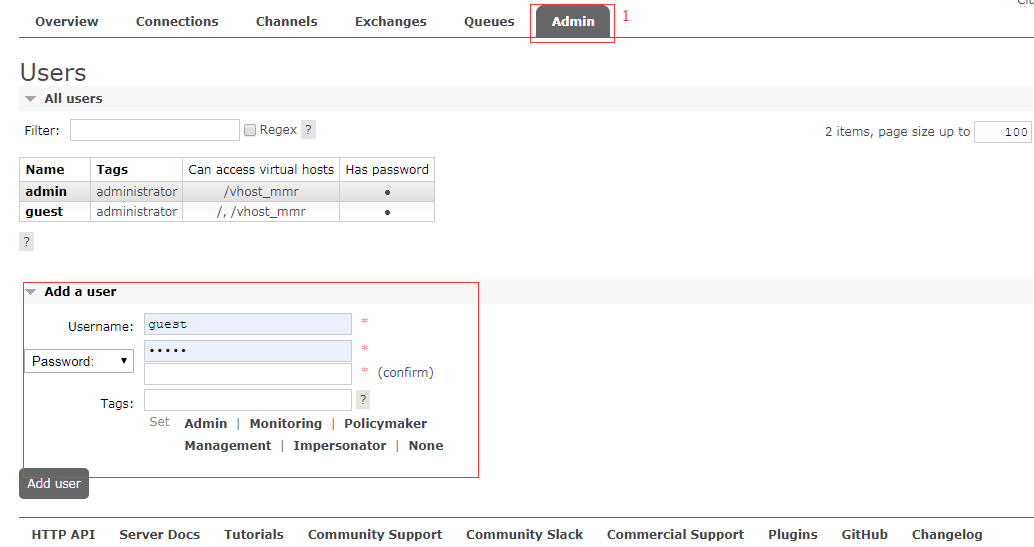 Overview Connections Channels Exchanges Queues Admin 1
Users
All users
Filter: Regex ? 2 items, page size up to 100
Name Tags Can access virtual hosts Has password
admin administrator /vhost_mmr ●
guest administrator /, /vhost_mmr ●
?
Add a user
Username: guest *
Password: ••••• *
* (confirm)
Tags: ?
Set Admin | Monitoring | Policymaker
Management | Impersonator | None
Add user
HTTP API Server Docs Tutorials Community Support Community Slack Commercial Support Plugins GitHub Changelog